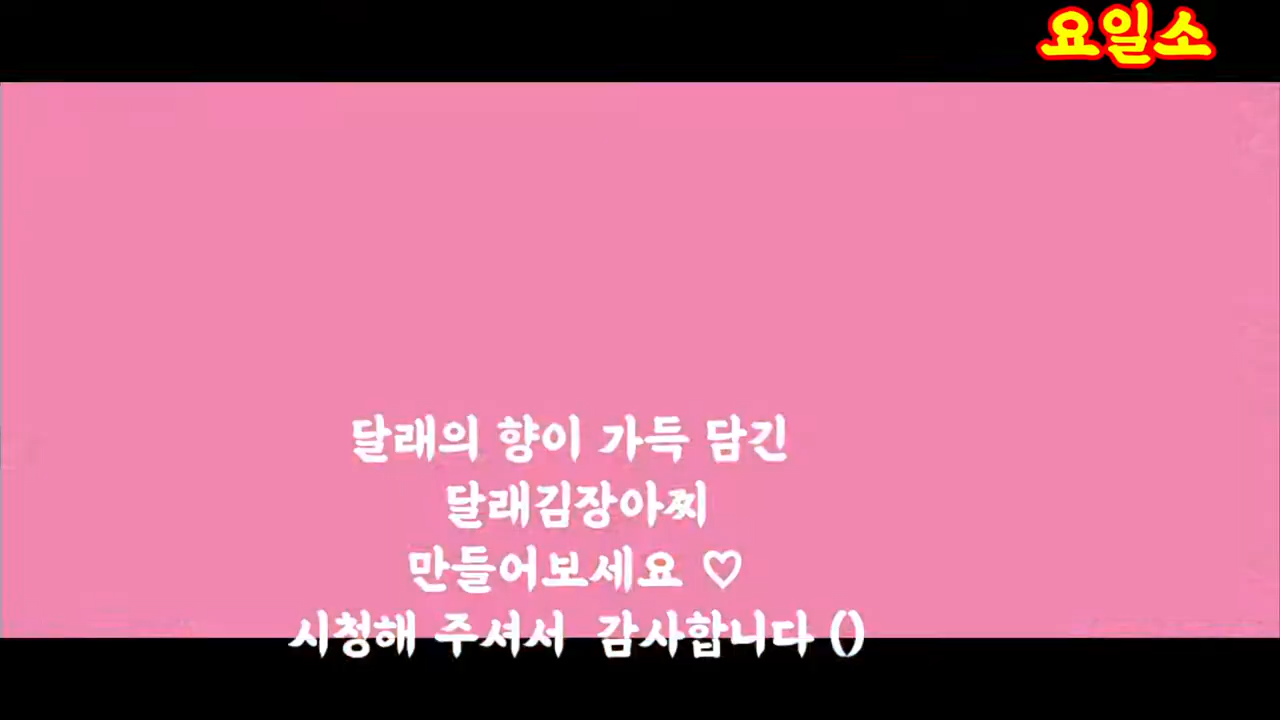 요일소
달래의 향이 가득 담긴
달래김장아찌
만들어보세요 ♡
시청해 주셔서 감사합니다 ()